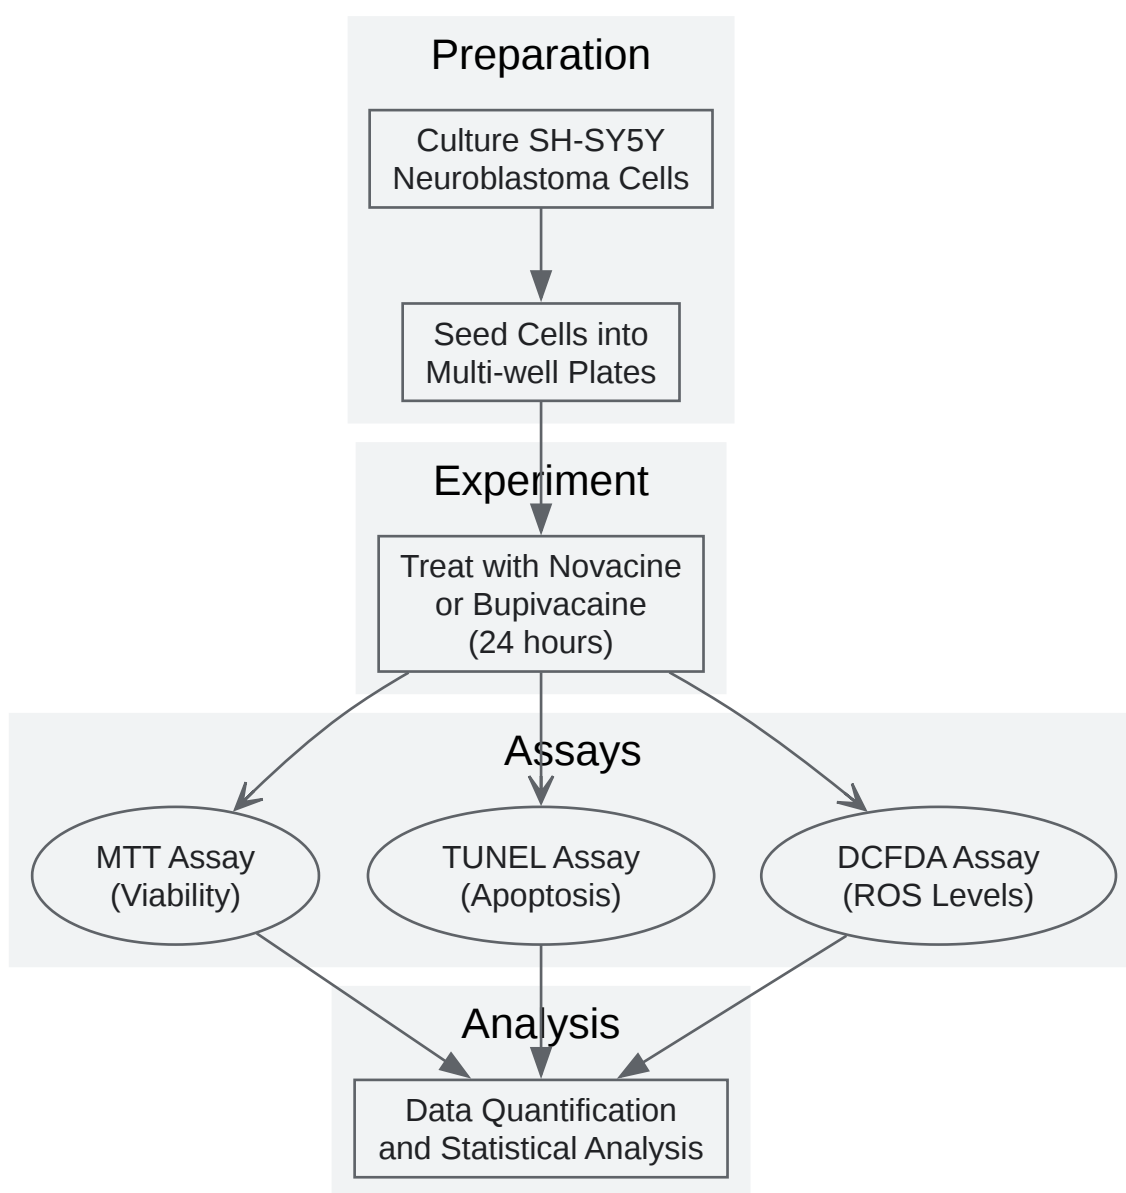 Preparation
Culture SH-SY5Y
Neuroblastoma Cells
Seed Cells into
Multi-well Plates
Experiment
Treat with Novacine
or Bupivacaine
(24 hours)
Assays
MTT Assay
(Viability)
TUNEL Assay
(Apoptosis)
DCFDA Assay
(ROS Levels)
Analysis
Data Quantification
and Statistical Analysis